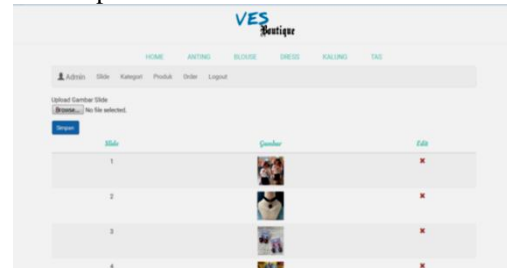 VES
Boutique
HOME ANTING BLOUSE DRESS KALUNG TAS
Admin Slide Kategori Produk Order Logout
Upload Gambar Slide
Browse... No file selected.
Simpan
Slide Gambar Edit
1
2
3
4